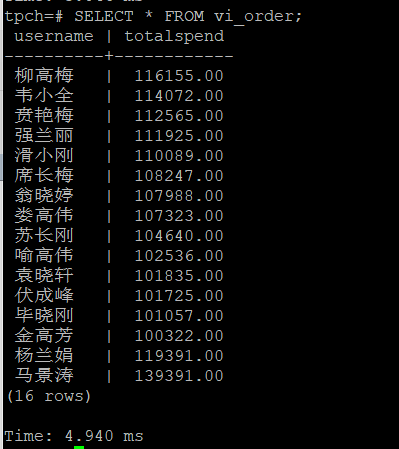 tpch=# SELECT * FROM vi_order;
username | totalspend
----------+------------
柳高梅 | 116155.00
韦小全 | 114072.00
贲艳梅 | 112565.00
强兰丽 | 111925.00
滑小刚 | 110089.00
席长梅 | 108247.00
翁晓婷 | 107988.00
娄高伟 | 107323.00
苏长刚 | 104640.00
喻高伟 | 102536.00
袁晓轩 | 101835.00
伏成峰 | 101725.00
毕晓刚 | 101057.00
金高芳 | 100322.00
杨兰娟 | 119391.00
马景涛 | 139391.00
(16 rows)
Time: 4.940 ms